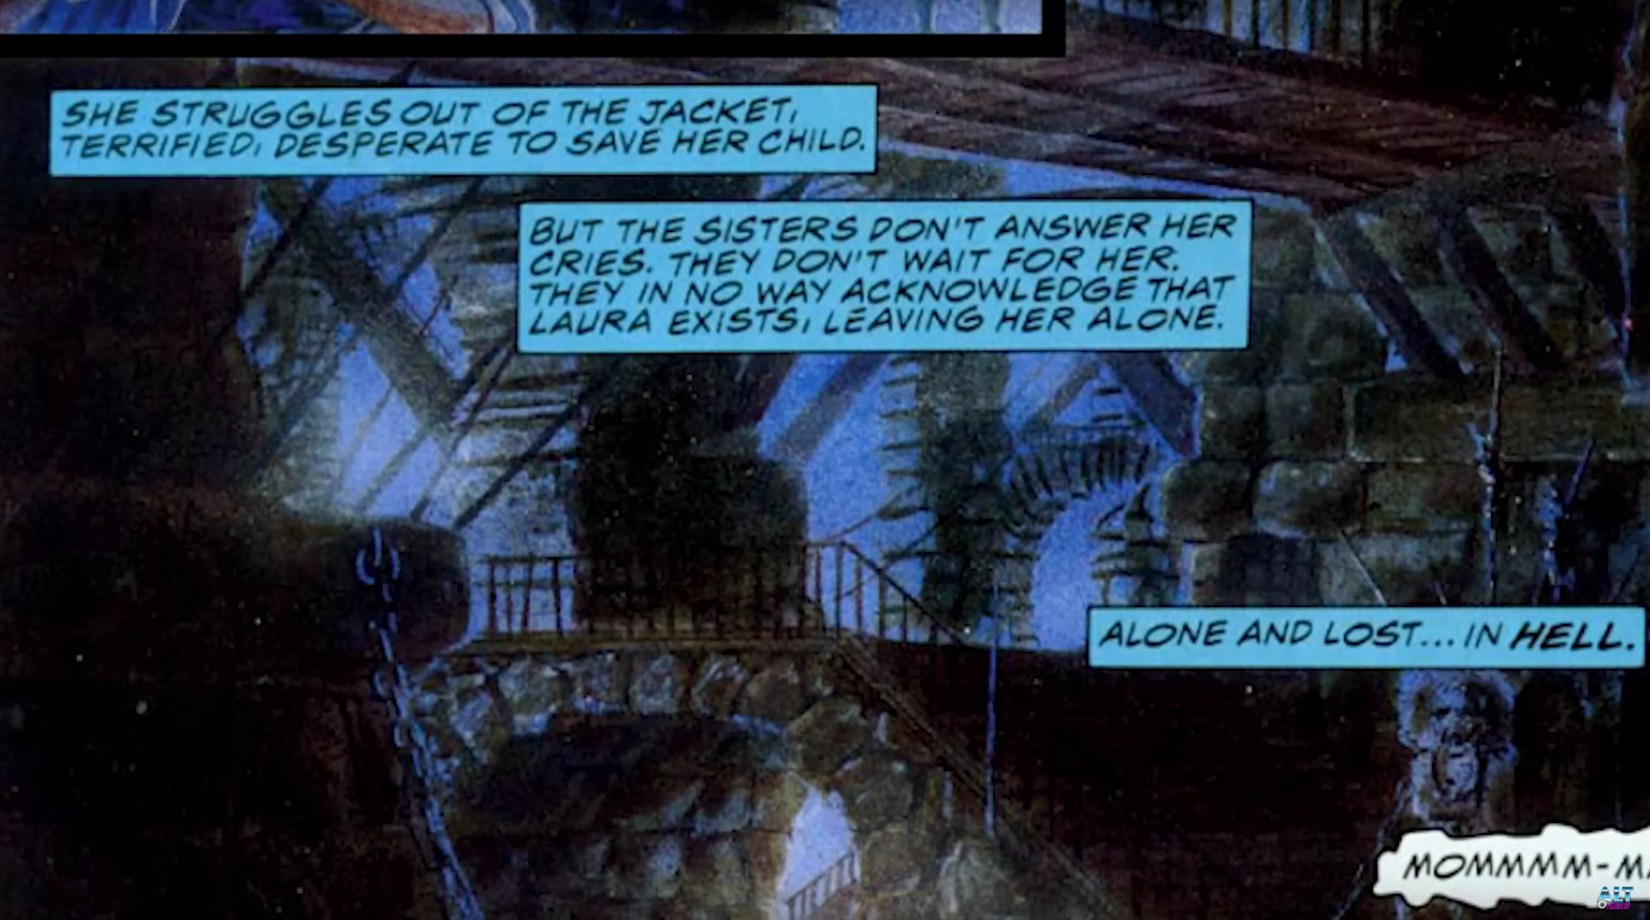 SHE STRUGGLES OUT OF THE JACKET,
TERRIFIED, DESPERATE TO SAVE HER CHILD.
BUT THE SISTERS DON'T ANSWER HER
CRIES. THEY DON'T WAIT FOR HER.
THEY IN NO WAY ACKNOWLEDGE THAT
LAURA EXISTS, LEAVING HER ALONE.
ALONE AND LOST... IN HELL.
MOMMMM-M
ALT